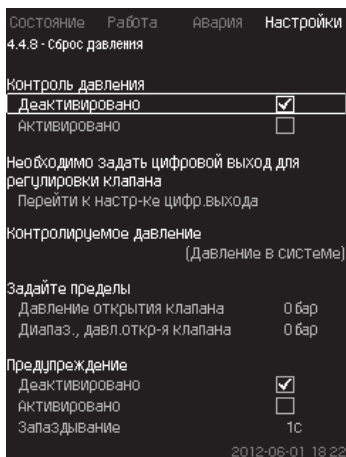 Состояние Работа Авария Настройки
4.4.8 - Сброс давления
Контроль давления
Деактивировано
Активировано
Необходимо задать цифровой выход для
регулировки клапана
Перейти к настр-ке цифр.выхода
Контролируемое давление
(Давление в системе)
Задайте пределы
Давление открытия клапана 0 бар
Диапаз., давл.откр-я клапана 0 бар
Предупреждение
Деактивировано
Активировано
Запаздывание 1с
2012-06-01 18:22